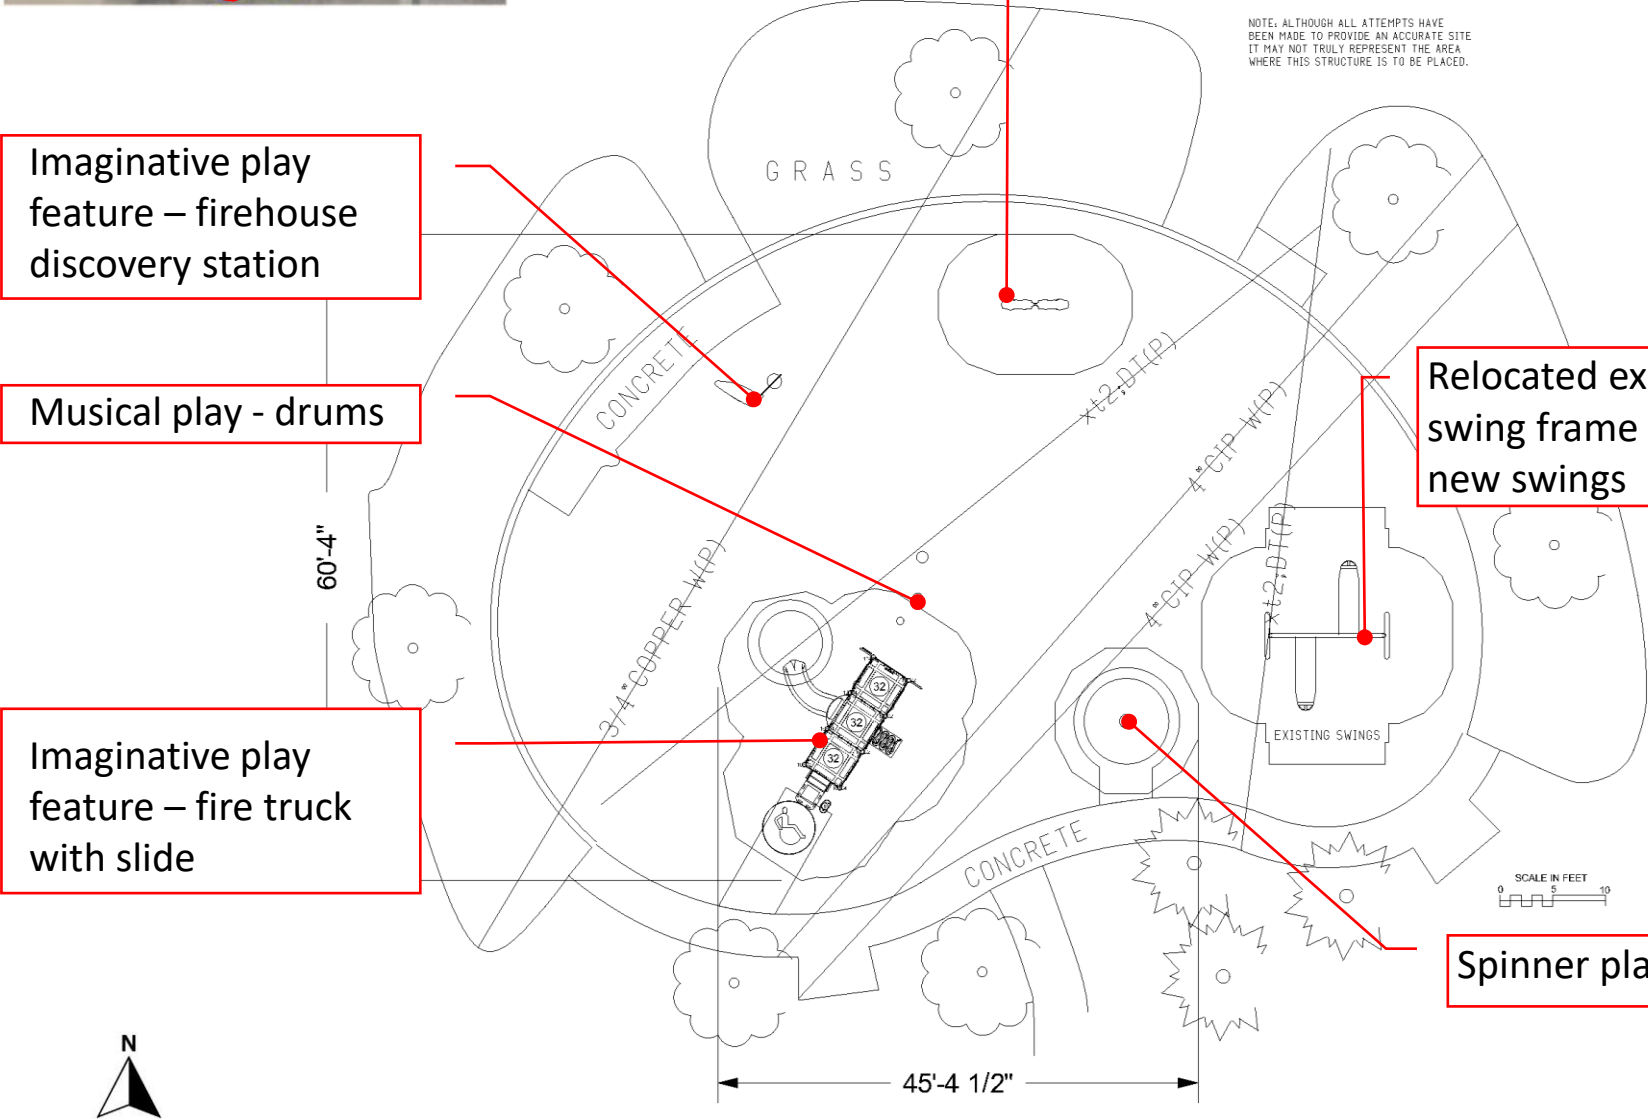 NOTE: ALTHOUGH ALL ATTEMPTS HAVE
BEEN MADE TO PROVIDE AN ACCURATE SITE
IT MAY NOT TRULY REPRESENT THE AREA
WHERE THIS STRUCTURE IS TO BE PLACED.
GRASS
Imaginative play
feature – firehouse
discovery station
CONCRETE
xt2;DT(P)
Musical play - drums
4"CIP W(P)
Relocated ex
swing frame
new swings
60'-4"
3/4"COPPER W(P)
4"CIP W(P)
xt2;DT(P)
32
32
32
EXISTING SWINGS
Imaginative play
feature – fire truck
with slide
CONCRETE
SCALE IN FEET
0 5 10
Spinner pla
N
45'-4 1/2"